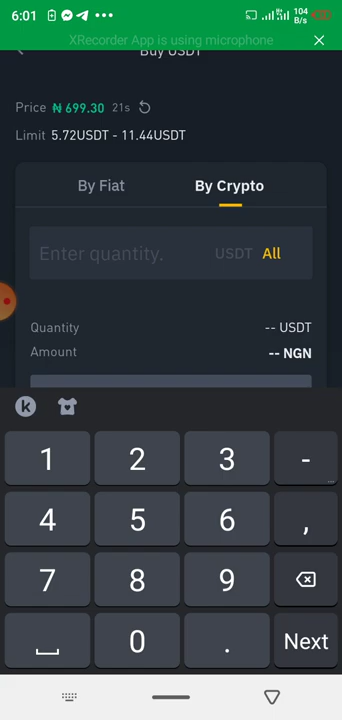 6:01
104
B/s
XRecorder App is using microphone
Buy USDT
Price ₦ 699.30 21s
Limit 5.72USDT - 11.44USDT
By Fiat By Crypto
Enter quantity. USDT All
Quantity -- USDT
Amount -- NGN
k
1 2 3 -
4 5 6 ,
7 8 9
0 . Next